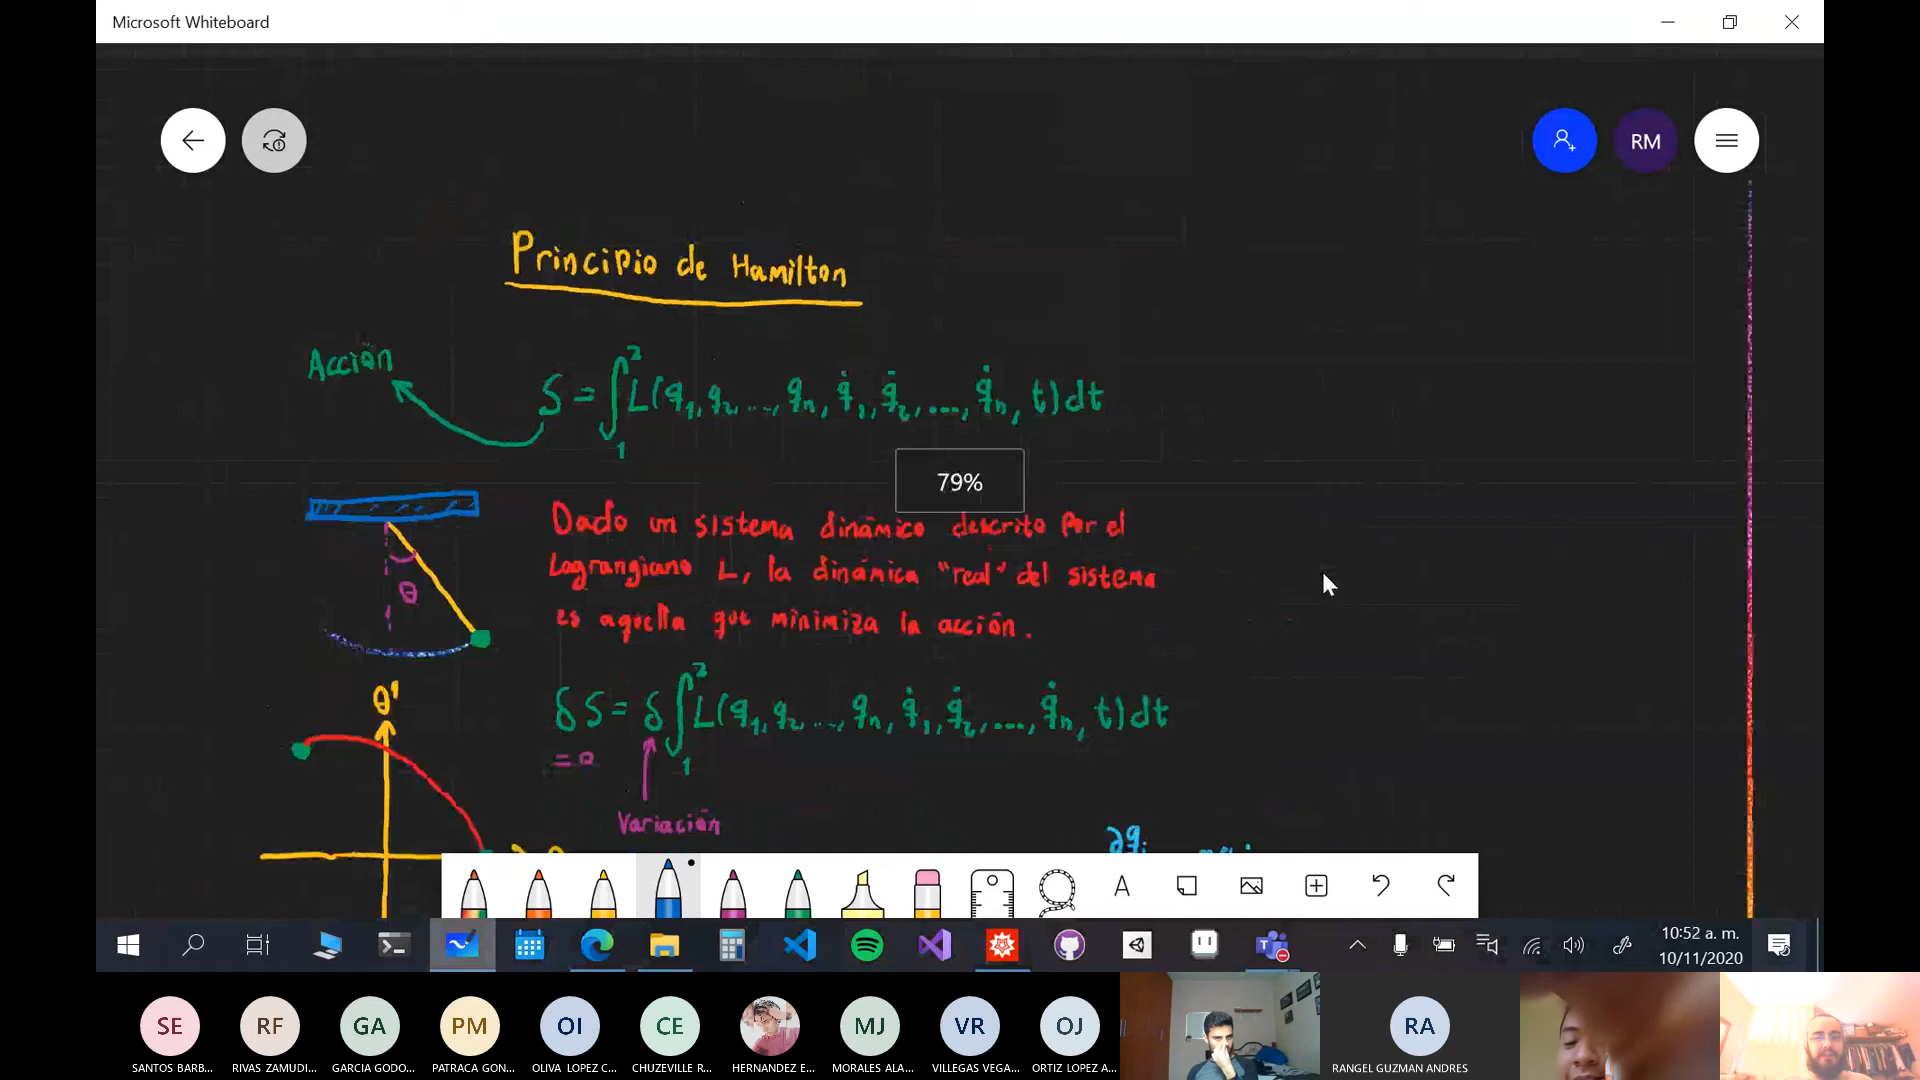 Microsoft Whiteboard
RM
Principio de Hamilton
Acción
S = ∫₁² L(q₁, q₂, ..., qₙ, q̇₁, q̇₂, ..., q̇ₙ, t) dt
79%
Dado un sistema dinámico descrito por el
Lagrangiano L, la dinámica "real" del sistema
es aquella que minimiza la acción.
θ
θ'
δS = δ ∫₁² L(q₁, q₂, ..., qₙ, q̇₁, q̇₂, ..., q̇ₙ, t) dt
= 0
Variación
10:52 a. m.
10/11/2020
SE RF GA PM OI CE MJ VR OJ RA
SANTOS BARB... RIVAS ZAMUDI... GARCIA GODO... PATRACA GON... OLIVA LOPEZ C... CHUZEVILLE R... HERNANDEZ E... MORALES ALA... VILLEGAS VEGA... ORTIZ LOPEZ A... RANGEL GUZMAN ANDRES